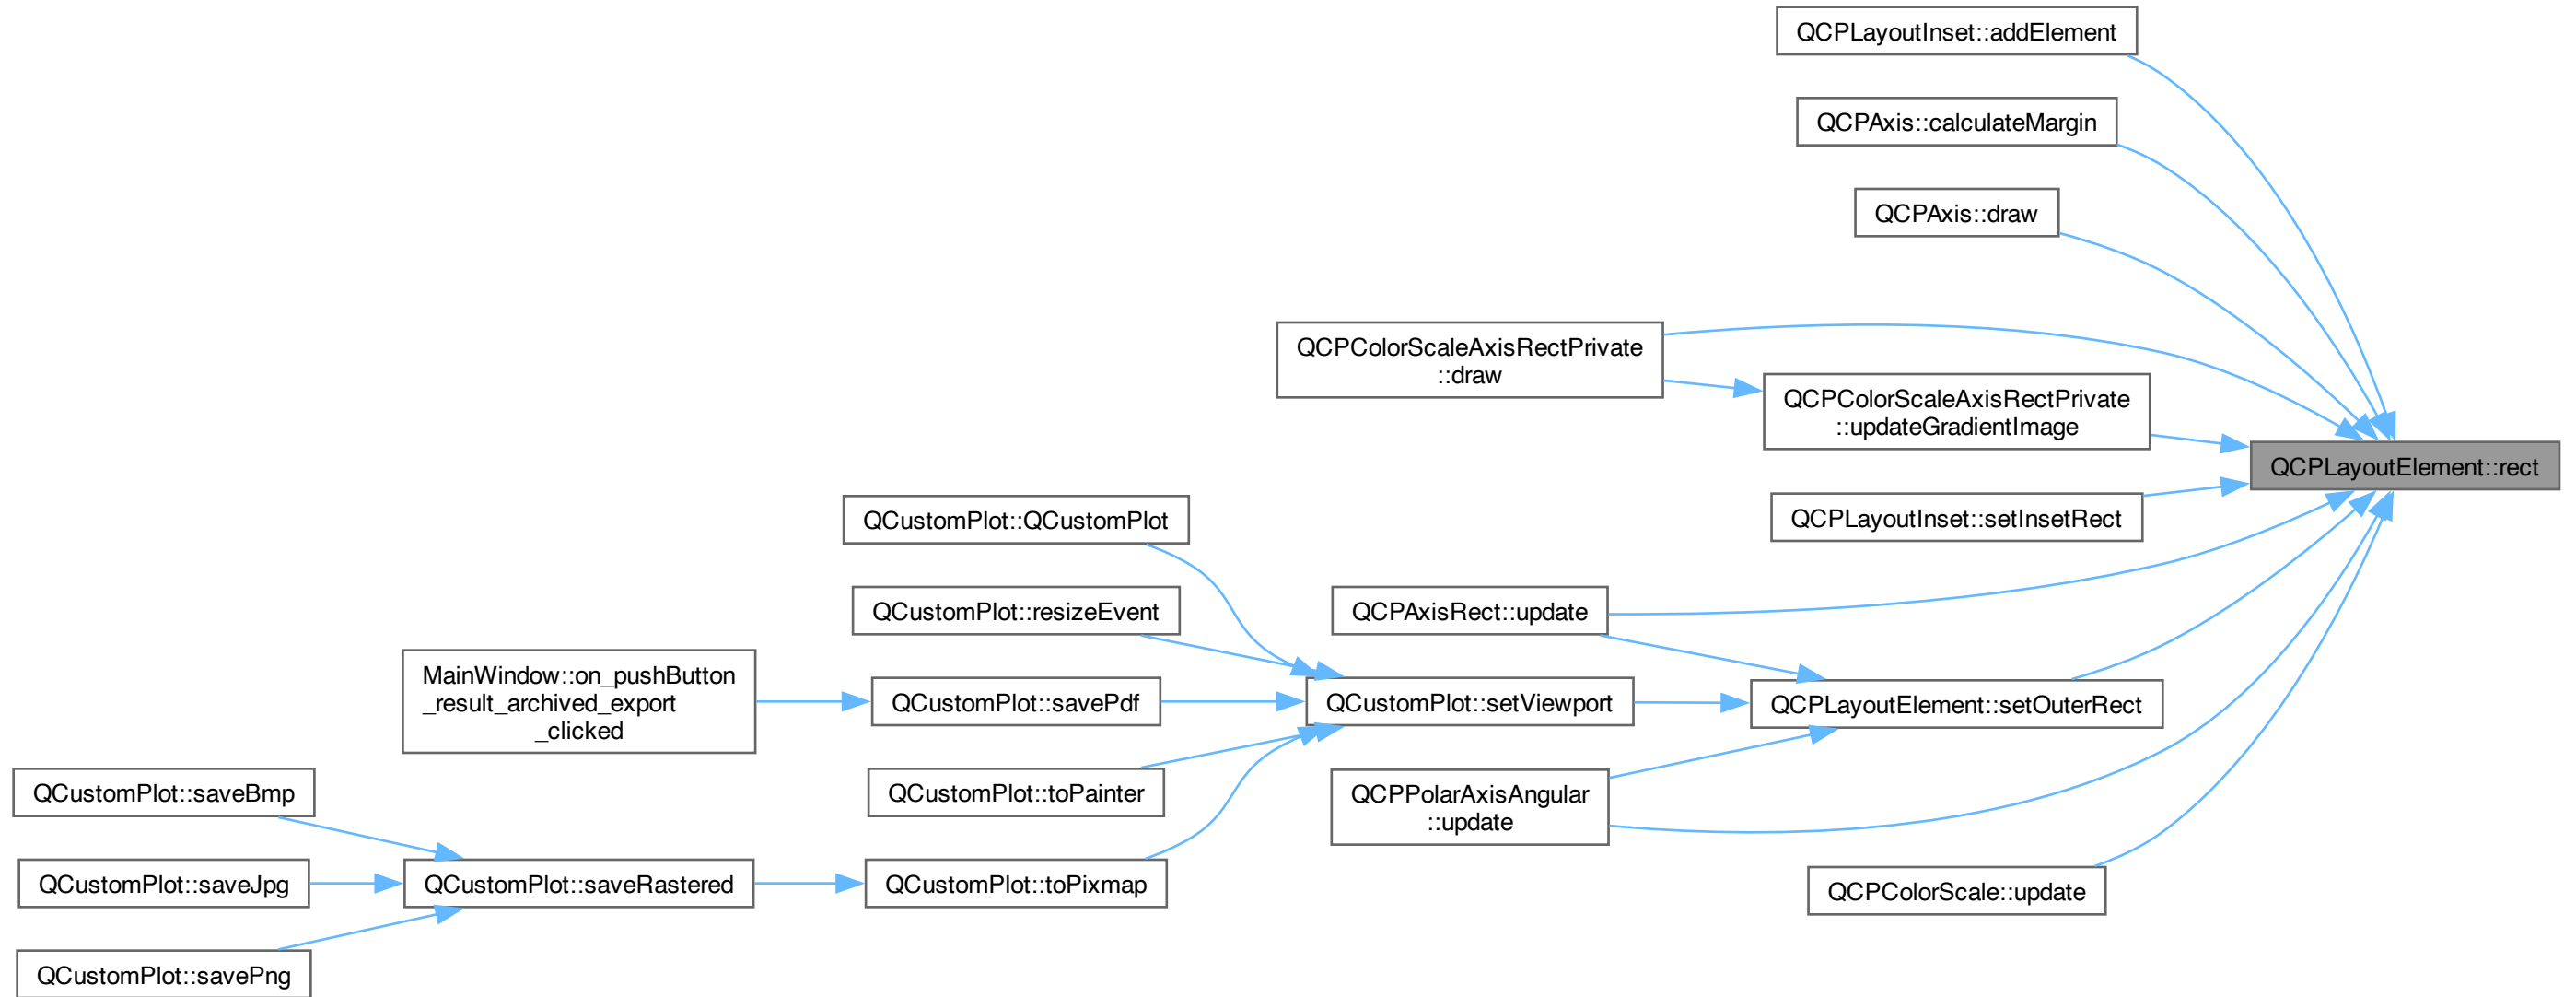 QCPLayoutInset::addElement
QCPAxis::calculateMargin
QCPAxis::draw
QCPColorScaleAxisRectPrivate
::draw
QCPColorScaleAxisRectPrivate
::updateGradientImage
QCPLayoutElement::rect
QCPLayoutInset::setInsetRect
QCustomPlot::QCustomPlot
QCustomPlot::resizeEvent
QCPAxisRect::update
MainWindow::on_pushButton
_result_archived_export
_clicked
QCustomPlot::savePdf
QCustomPlot::setViewport
QCPLayoutElement::setOuterRect
QCustomPlot::saveBmp
QCustomPlot::toPainter
QCPPolarAxisAngular
::update
QCustomPlot::saveJpg
QCustomPlot::saveRastered
QCustomPlot::toPixmap
QCPColorScale::update
QCustomPlot::savePng